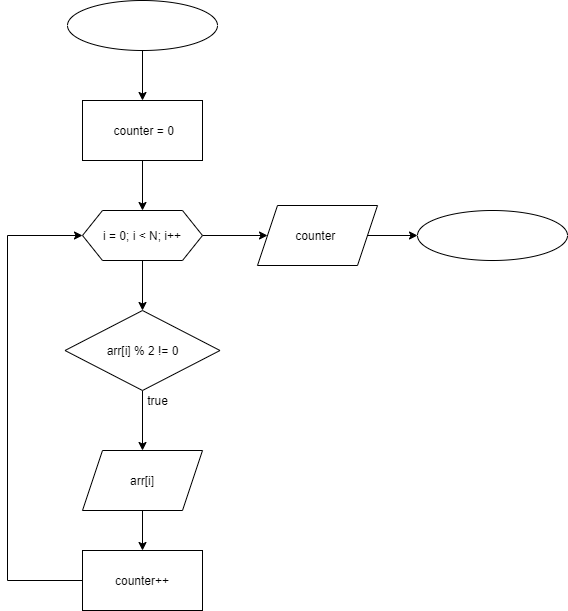 counter = 0
i = 0; i < N; i++
counter
arr[i] % 2 != 0
true
arr[i]
counter++